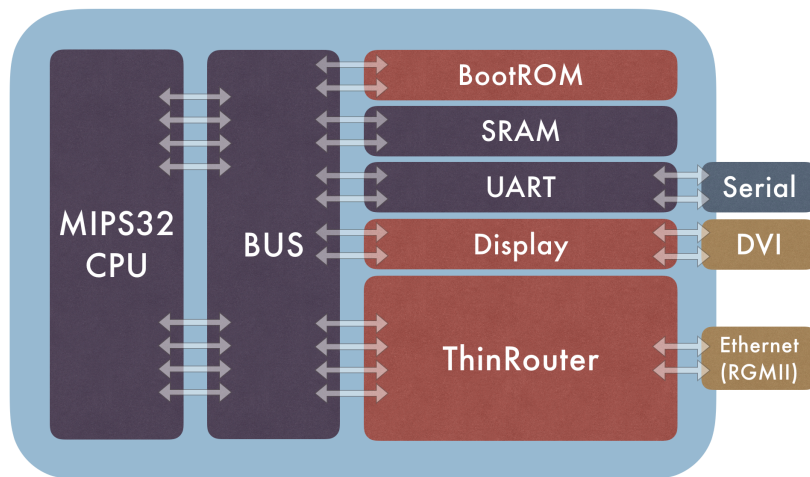 MIPS32
CPU
BUS
BootROM
SRAM
UART
Display
ThinRouter
Serial
DVI
Ethernet
(RGMII)